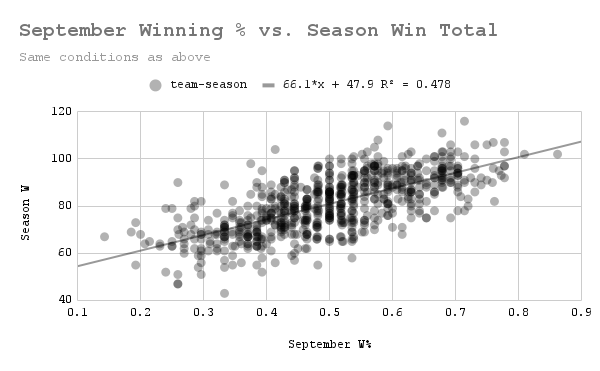 September Winning % vs. Season Win Total
Same conditions as above
team-season 66.1*x + 47.9 R² = 0.478
120
100
80
60
40
Season W
0.1 0.2 0.3 0.4 0.5 0.6 0.7 0.8 0.9
September W%